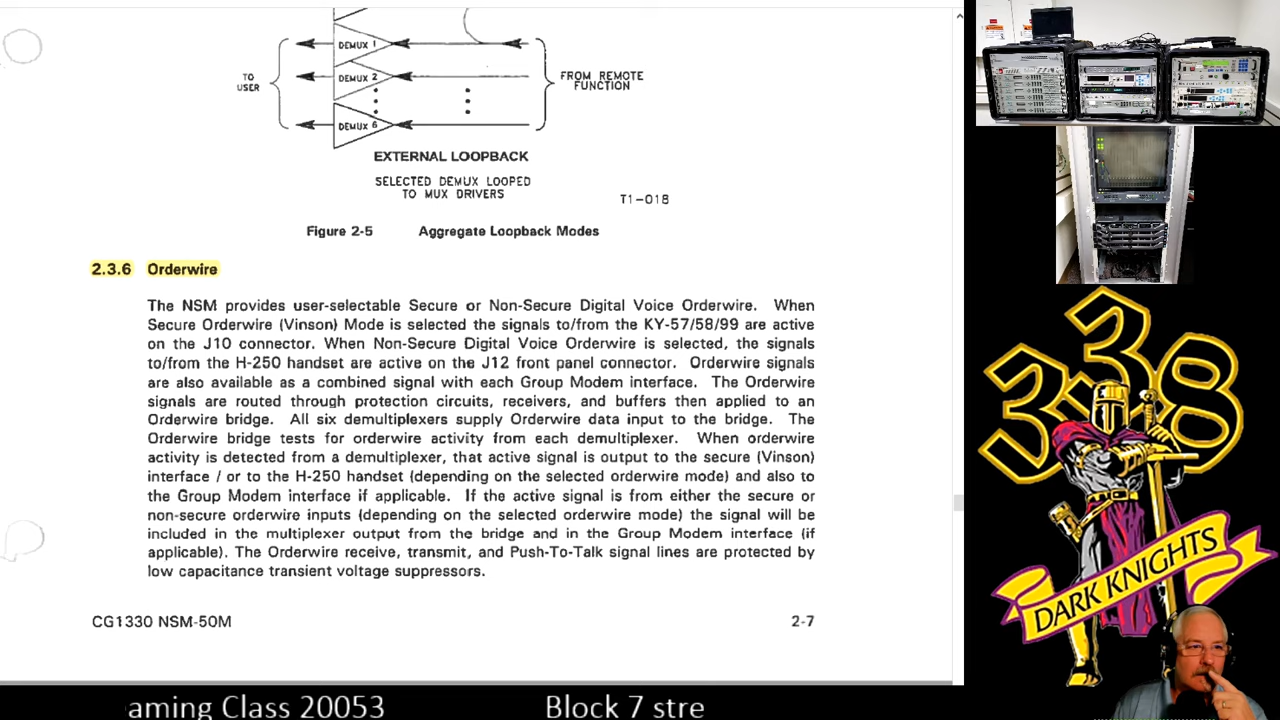 DEMUX 1
TO
USER
DEMUX 2
FROM REMOTE
FUNCTION
DEMUX 6
EXTERNAL LOOPBACK
SELECTED DEMUX LOOPED
TO MUX DRIVERS
T1-018
Figure 2-5 Aggregate Loopback Modes
2.3.6 Orderwire
The NSM provides user-selectable Secure or Non-Secure Digital Voice Orderwire. When
Secure Orderwire (Vinson) Mode is selected the signals to/from the KY-57/58/99 are active
on the J10 connector. When Non-Secure Digital Voice Orderwire is selected, the signals
to/from the H-250 handset are active on the J12 front panel connector. Orderwire signals
are also available as a combined signal with each Group Modem interface. The Orderwire
signals are routed through protection circuits, receivers, and buffers then applied to an
Orderwire bridge. All six demultiplexers supply Orderwire data input to the bridge. The
Orderwire bridge tests for orderwire activity from each demultiplexer. When orderwire
activity is detected from a demultiplexer, that active signal is output to the secure (Vinson)
interface / or to the H-250 handset (depending on the selected orderwire mode) and also to
the Group Modem interface if applicable. If the active signal is from either the secure or
non-secure orderwire inputs (depending on the selected orderwire mode) the signal will be
included in the multiplexer output from the bridge and in the Group Modem interface (if
applicable). The Orderwire receive, transmit, and Push-To-Talk signal lines are protected by
low capacitance transient voltage suppressors.
CG1330 NSM-50M 2-7
338
DARK KNIGHTS
aming Class 20053 Block 7 stre